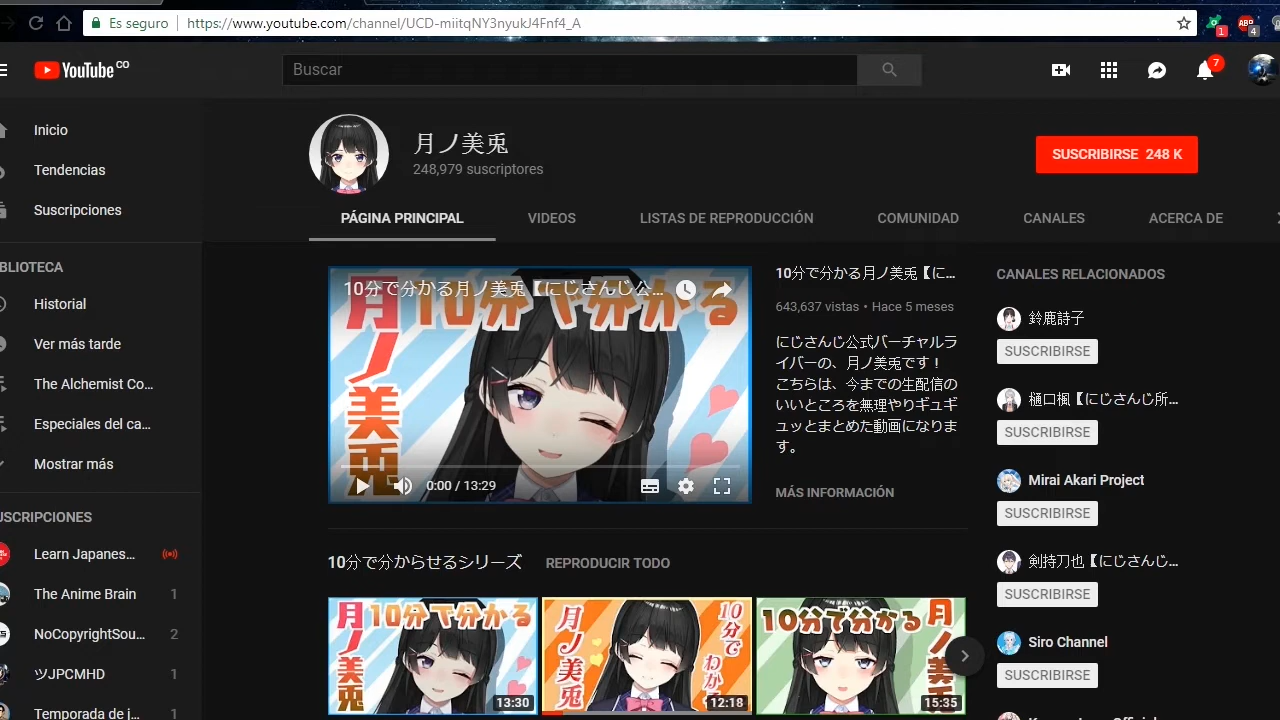 Es seguro
https://www.youtube.com/channel/UCD-miitqNY3nyukJ4Fnf4_A
1
ABP
4
YouTube CO
Buscar
7
Inicio
Tendencias
Suscripciones
BLIOTECA
Historial
Ver más tarde
The Alchemist Co...
Especiales del ca...
Mostrar más
USCRIPCIONES
Learn Japanes...
The Anime Brain 1
NoCopyrightSou... 2
ツJPCMHD 1
Temporada de j... 1
月ノ美兎
248,979 suscriptores
SUSCRIBIRSE 248 K
PÁGINA PRINCIPAL
VIDEOS
LISTAS DE REPRODUCCIÓN
COMUNIDAD
CANALES
ACERCA DE
10分で分かる月ノ美兎【にじさんじ公...
月ノ美兎
10分で分かる
0:00 / 13:29
10分で分かる月ノ美兎【に...
643,637 vistas • Hace 5 meses
にじさんじ公式バーチャルラ
イバーの、月ノ美兎です！
こちらは、今までの生配信の
いいところを無理やりギュギ
ュッとまとめた動画になりま
す。
MÁS INFORMACIÓN
10分で分からせるシリーズ
REPRODUCIR TODO
月ノ美兎
10分で分かる
13:30
月ノ美兎
10分で
わか
12:18
10分で分かる
月ノ美兎
15:35
CANALES RELACIONADOS
鈴鹿詩子
SUSCRIBIRSE
樋口楓【にじさんじ所...
SUSCRIBIRSE
Mirai Akari Project
SUSCRIBIRSE
剣持刀也【にじさんじ...
SUSCRIBIRSE
Siro Channel
SUSCRIBIRSE